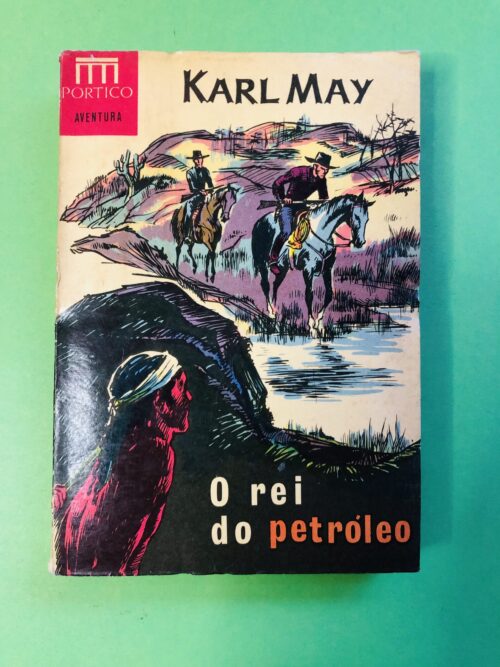 PORTICO
AVENTURA
KARL MAY
O rei
do petróleo